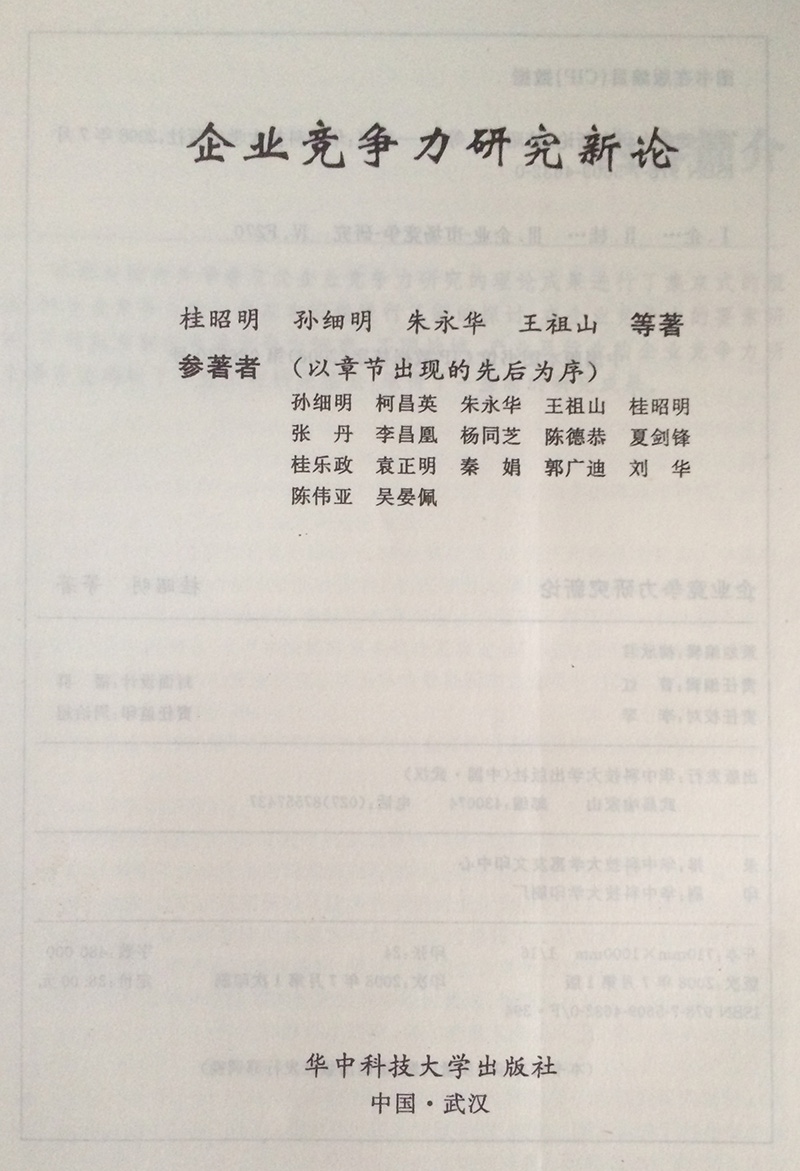 企业竞争力研究新论
桂昭明 孙细明 朱永华 王祖山 等著
参著者 (以章节出现的先后为序)
孙细明 柯昌英 朱永华 王祖山 桂昭明
张 丹 李昌凰 杨同芝 陈德恭 夏剑锋
桂乐政 袁正明 秦 娟 郭广迪 刘 华
陈伟亚 吴晏佩
华中科技大学出版社
中国·武汉